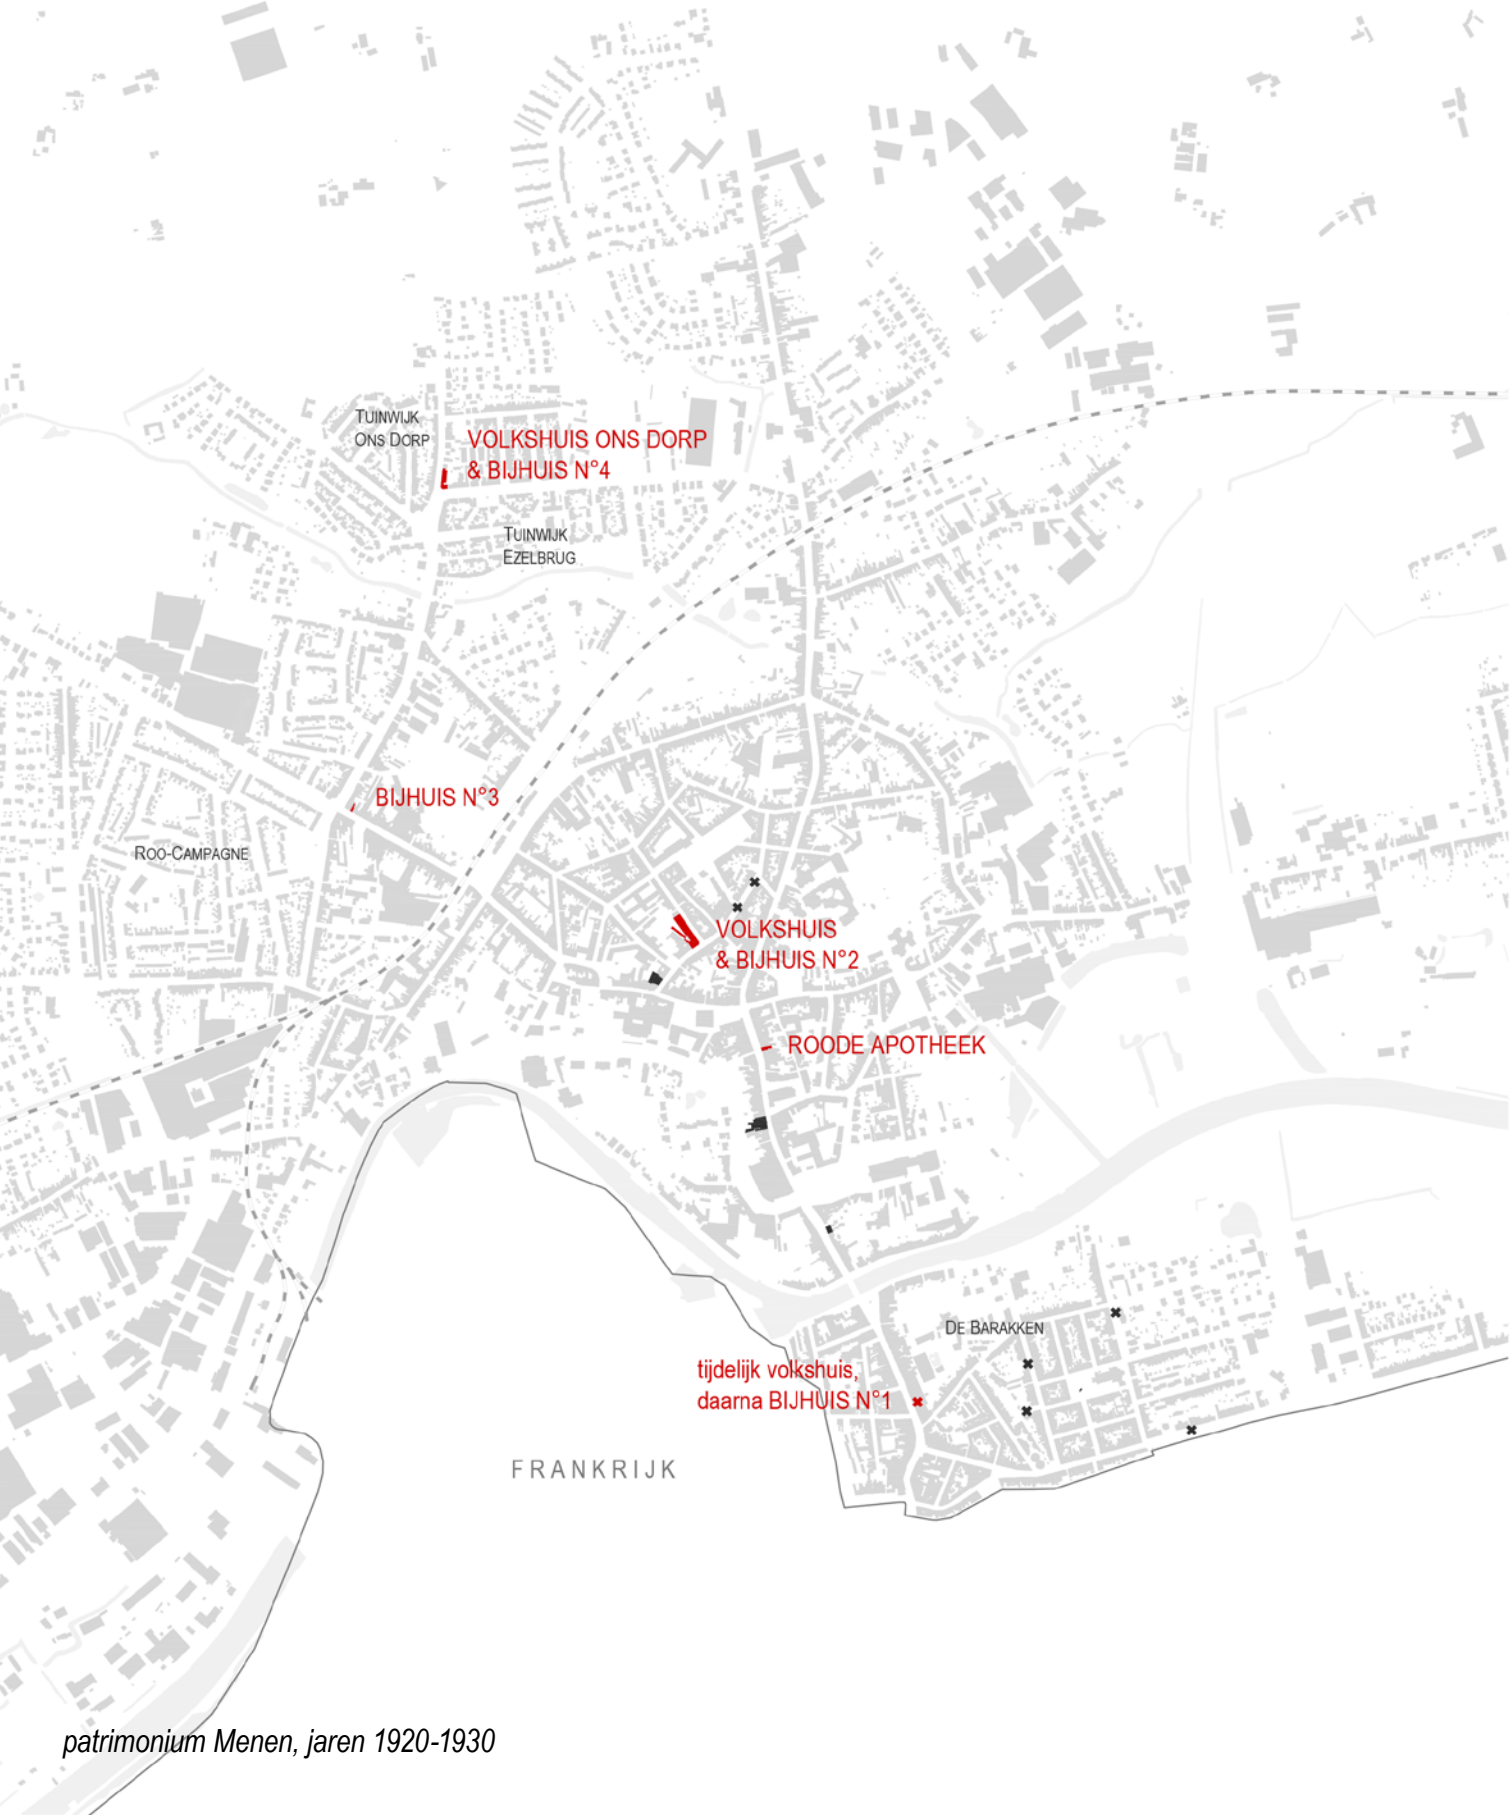 TUINWIJK
ONS DORP
VOLKSHUIS ONS DORP
& BIJHUIS N°4
TUINWIJK
EZELBRUG
BIJHUIS N°3
ROO-CAMPAGNE
VOLKSHUIS
& BIJHUIS N°2
ROODE APOTHEEK
DE BARAKKEN
tijdelijk volkshuis,
daarna BIJHUIS N°1
FRANKRIJK
patrimonium Menen, jaren 1920-1930